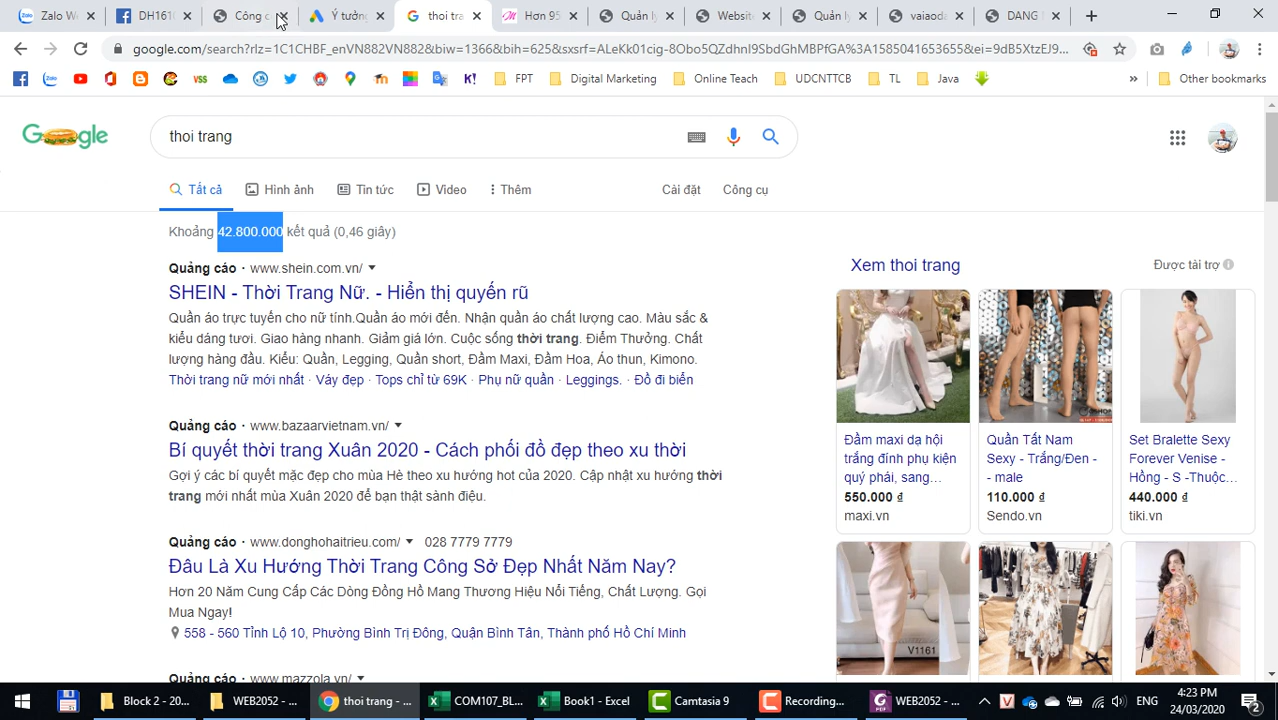 Zalo W
DH161
Công c
Ý tưởng
thoi tra
Hơn 95
Quản l
Website
Quản l
vaiaoda
DANG
google.com/search?rlz=1C1CHBF_enVN882VN882&biw=1366&bih=625&sxsrf=ALeKk01cig-8Obo5QZdhn9SbdGhMBPfGA%3A1585041653655&ei=9dB5XtzEJ9...
FPT
Digital Marketing
Online Teach
UDCNTTCB
TL
Java
Other bookmarks
Google
thoi trang
Tất cả
Hình ảnh
Tin tức
Video
Thêm
Cài đặt
Công cụ
Khoảng 42.800.000 kết quả (0,46 giây)
Quảng cáo · www.shein.com.vn/
SHEIN - Thời Trang Nữ. - Hiển thị quyến rũ
Quần áo trực tuyến cho nữ tính.Quần áo mới đến. Nhận quần áo chất lượng cao. Màu sắc &
kiểu dáng tươi. Giao hàng nhanh. Giảm giá lớn. Cuộc sống thời trang. Điểm Thưởng. Chất
lượng hàng đầu. Kiểu: Quần, Legging, Quần short, Đầm Maxi, Đầm Hoa, Áo thun, Kimono.
Thời trang nữ mới nhất · Váy đẹp · Tops chỉ từ 69K · Phụ nữ quần · Leggings. · Đồ đi biển
Quảng cáo · www.bazaarvietnam.vn/
Bí quyết thời trang Xuân 2020 - Cách phối đồ đẹp theo xu thời
Gợi ý các bí quyết mặc đẹp cho mùa Hè theo xu hướng hot của 2020. Cập nhật xu hướng thời
trang mới nhất mùa Xuân 2020 để bạn thật sành điệu.
Quảng cáo · www.donghohaitrieu.com/ 028 7779 7779
Đâu Là Xu Hướng Thời Trang Công Sở Đẹp Nhất Năm Nay?
Hơn 20 Năm Cung Cấp Các Dòng Đồng Hồ Mang Thương Hiệu Nổi Tiếng, Chất Lượng. Gọi
Mua Ngay!
558 - 560 Tỉnh Lộ 10, Phường Bình Trị Đông, Quận Bình Tân, Thành phố Hồ Chí Minh
Quảng cáo · www.mazzola.vn/
Xem thoi trang
Được tài trợ
Đầm maxi dạ hội
trắng đính phụ kiện
quý phái, sang…
550.000 ₫
maxi.vn
Quần Tất Nam
Sexy - Trắng/Đen -
- male
110.000 ₫
Sendo.vn
Set Bralette Sexy
Forever Venise -
Hồng - S -Thuộc…
440.000 ₫
tiki.vn
V1161
Block 2 - 20...
WEB2052 - ...
thoi trang - ...
COM107_BL...
Book1 - Excel
Camtasia 9
Recording...
WEB2052 - ...
ENG
4:23 PM
24/03/2020
2